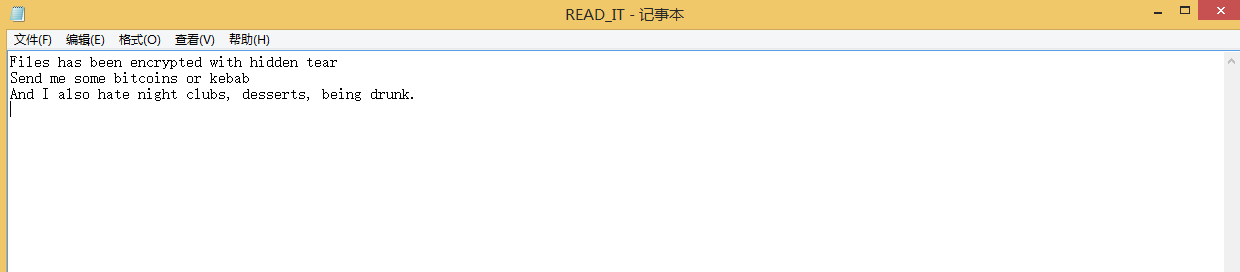 READ_IT - 记事本
文件(F) 编辑(E) 格式(O) 查看(V) 帮助(H)
Files has been encrypted with hidden tear
Send me some bitcoins or kebab
And I also hate night clubs, desserts, being drunk.